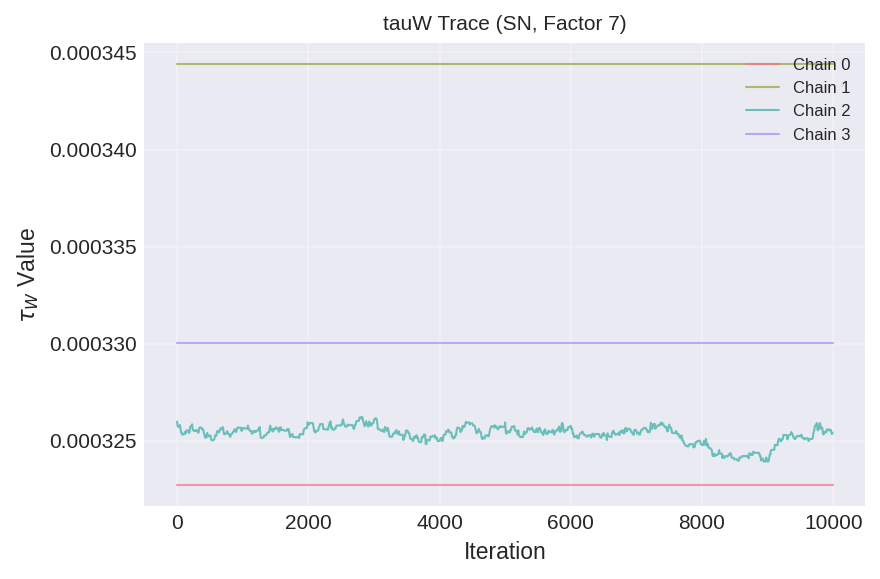 tauW Trace (SN, Factor 7)
0.000345
0.000340
0.000335
0.000330
0.000325
τW Value
Chain 0
Chain 1
Chain 2
Chain 3
0 2000 4000 6000 8000 10000
Iteration